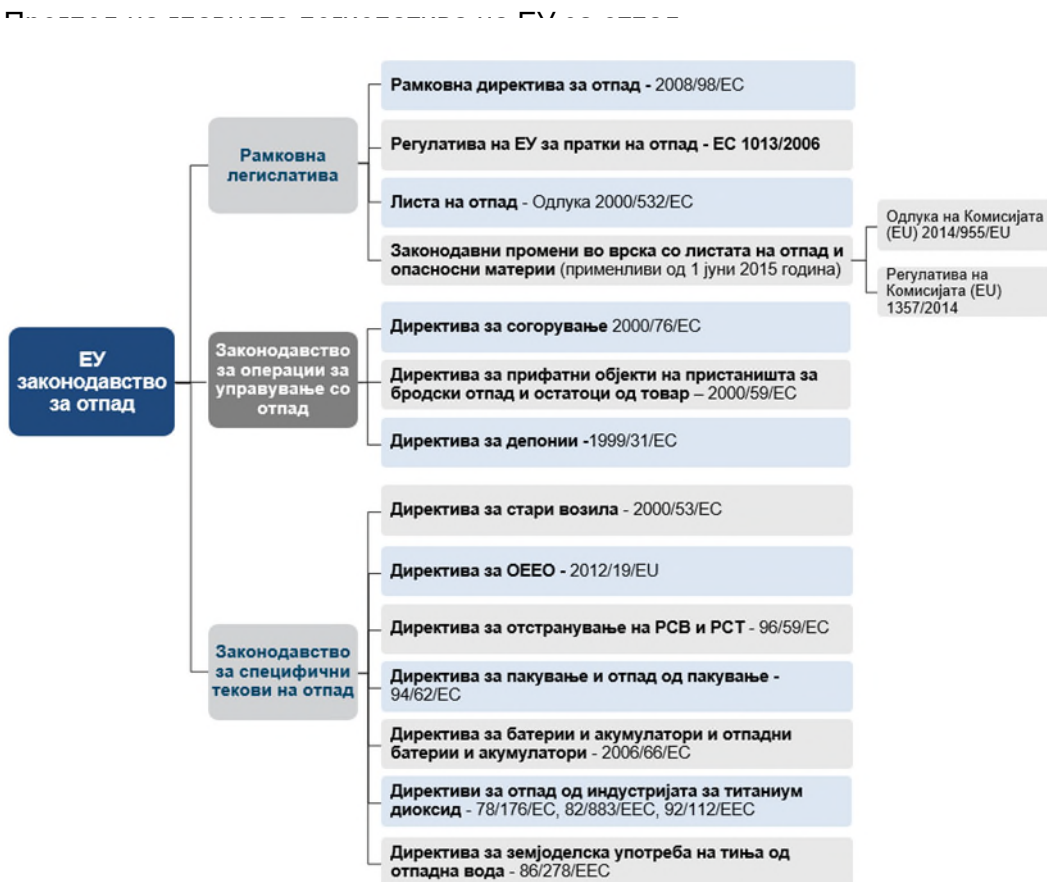 Рамковна директива за отпад - 2008/98/ЕС
Регулатива на ЕУ за пратки на отпад - ЕС 1013/2006
Листа на отпад - Одлука 2000/532/ЕС
Законодавни промени во врска со листата на отпад и
опасносни материи (применливи од 1 јуни 2015 година)
Одлука на Комисијата
(EU) 2014/955/EU
Регулатива на
Комисијата (EU)
1357/2014
Рамковна
легислатива
ЕУ
законодавство
за отпад
Законодавство
за операции за
управување со
отпад
Директива за согорување 2000/76/ЕС
Директива за прифатни објекти на пристаништа за
бродски отпад и остатоци од товар – 2000/59/ЕС
Директива за депонии -1999/31/ЕС
Законодавство
за специфични
текови на отпад
Директива за стари возила - 2000/53/ЕС
Директива за ОЕЕО - 2012/19/EU
Директива за отстранување на РСВ и РСТ - 96/59/ЕС
Директива за пакување и отпад од пакување -
94/62/ЕС
Директива за батерии и акумулатори и отпадни
батерии и акумулатори - 2006/66/ЕС
Директиви за отпад од индустријата за титаниум
диоксид - 78/176/ЕС, 82/883/ЕЕС, 92/112/ЕЕС
Директива за земјоделска употреба на тиња од
отпадна вода - 86/278/ЕЕС